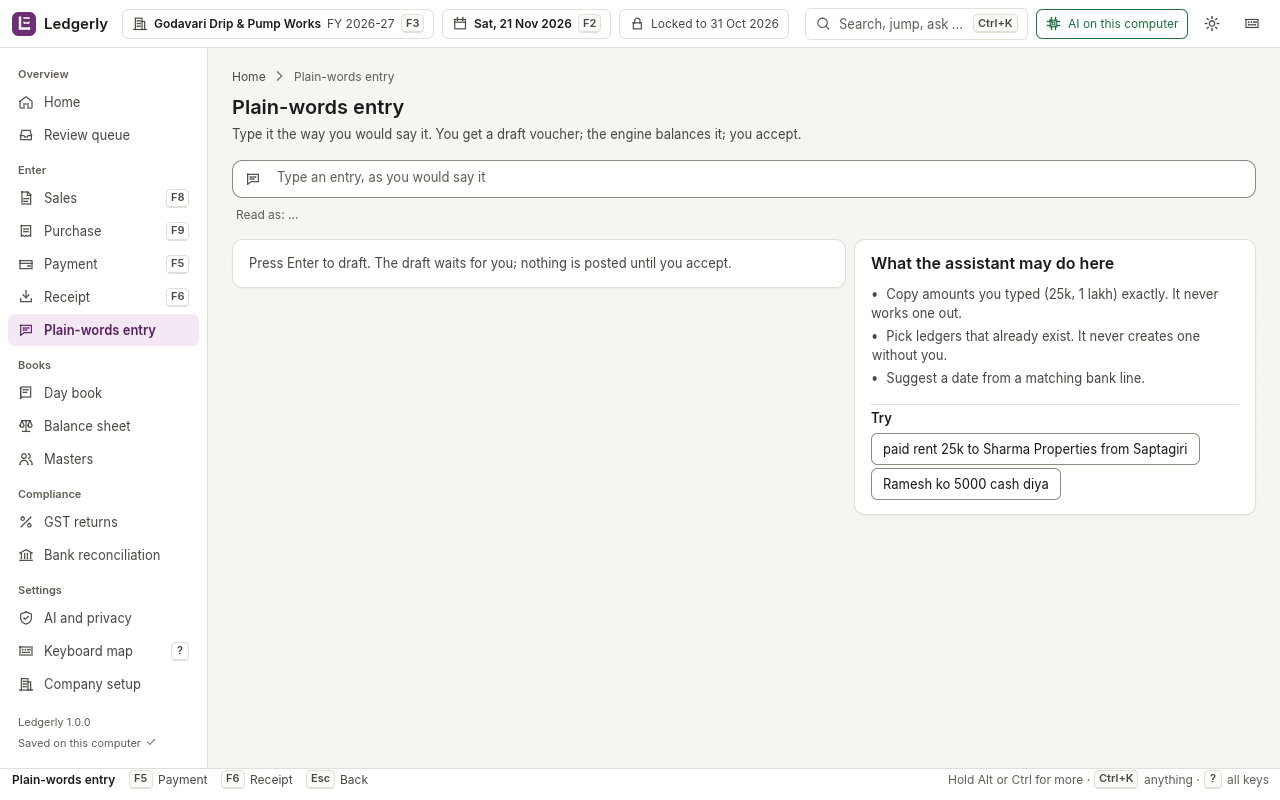 Ledgerly
Godavari Drip & Pump Works FY 2026-27 F3
Sat, 21 Nov 2026 F2
Locked to 31 Oct 2026
Search, jump, ask ... Ctrl+K
AI on this computer
Overview
Home
Review queue
Enter
Sales F8
Purchase F9
Payment F5
Receipt F6
Plain-words entry
Books
Day book
Balance sheet
Masters
Compliance
GST returns
Bank reconciliation
Settings
AI and privacy
Keyboard map ?
Company setup
Ledgerly 1.0.0
Saved on this computer
Home Plain-words entry
Plain-words entry
Type it the way you would say it. You get a draft voucher; the engine balances it; you accept.
Type an entry, as you would say it
Read as: ...
Press Enter to draft. The draft waits for you; nothing is posted until you accept.
What the assistant may do here
• Copy amounts you typed (25k, 1 lakh) exactly. It never
works one out.
• Pick ledgers that already exist. It never creates one
without you.
• Suggest a date from a matching bank line.
Try
paid rent 25k to Sharma Properties from Saptagiri
Ramesh ko 5000 cash diya
Plain-words entry F5 Payment F6 Receipt Esc Back
Hold Alt or Ctrl for more · Ctrl+K anything · ? all keys